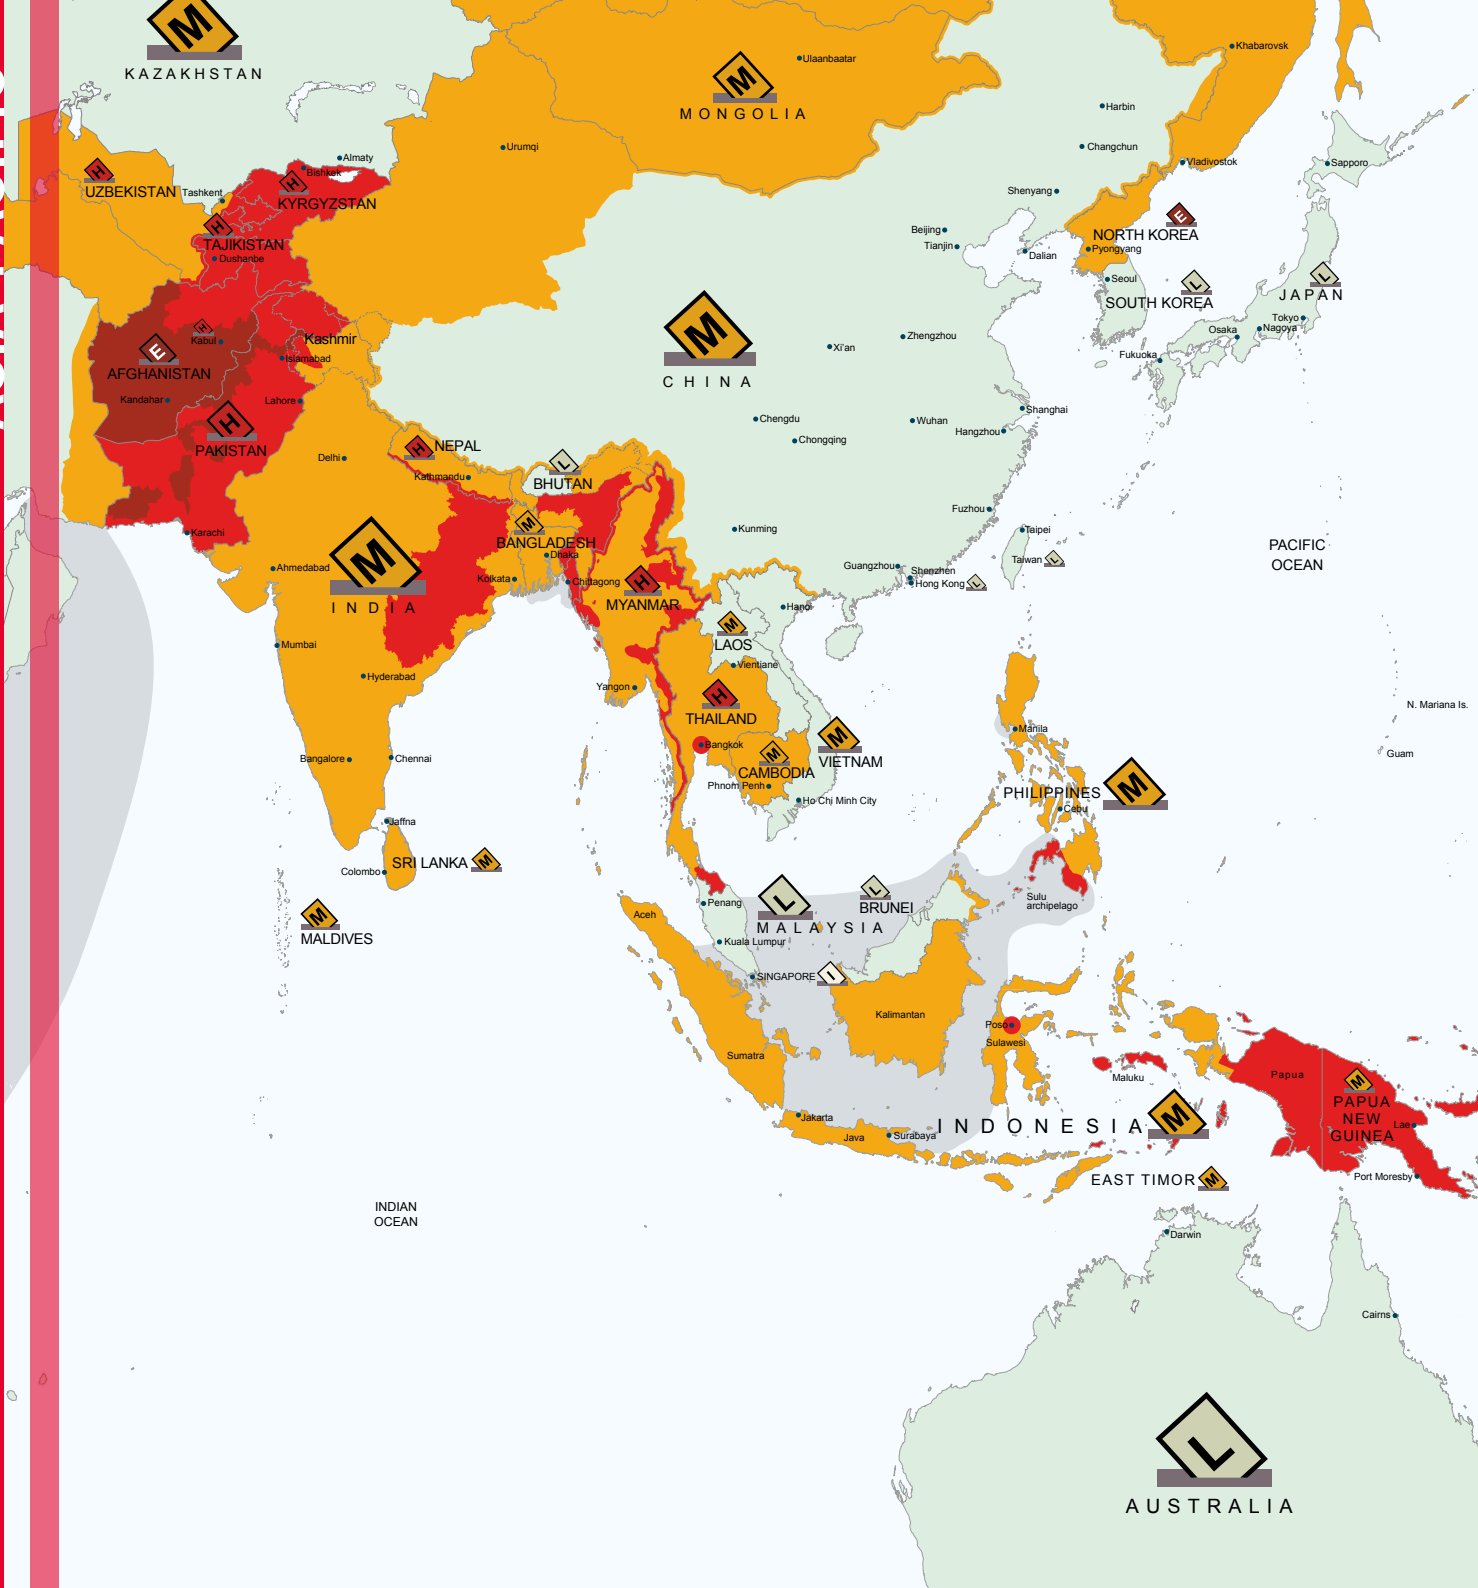 M
KAZAKHSTAN
Khabarovsk
Ulaanbaatar
M
MONGOLIA
Harbin
Urumqi
Changchun
Almaty
Bishkek
Vladivostok
Sapporo
H
UZBEKISTAN
Tashkent
H
KYRGYZSTAN
Shenyang
H
TAJIKISTAN
Dushanbe
Beijing
Tianjin
Dalian
E
NORTH KOREA
Pyongyang
Seoul
L
SOUTH KOREA
L
JAPAN
Tokyo
Nagoya
Osaka
Fukuoka
H
Kabul
Kashmir
Islamabad
E
AFGHANISTAN
Kandahar
Lahore
H
PAKISTAN
M
CHINA
Xi'an
Zhengzhou
Chengdu
Chongqing
Wuhan
Shanghai
Hangzhou
Delhi
H
NEPAL
Kathmandu
L
BHUTAN
Karachi
Kunming
Fuzhou
M
BANGLADESH
Dhaka
Taipei
Taiwan
L
PACIFIC
OCEAN
M
INDIA
Ahmedabad
Kolkata
Chittagong
H
MYANMAR
Guangzhou
Shenzhen
Hong Kong
L
Hanoi
M
LAOS
Vientiane
Mumbai
Hyderabad
Yangon
H
THAILAND
Bangkok
M
CAMBODIA
Phnom Penh
M
VIETNAM
Ho Chi Minh City
Manila
N. Mariana Is.
Guam
Bangalore
Chennai
PHILIPPINES
M
Cebu
Jaffna
SRI LANKA
M
Colombo
M
MALDIVES
Aceh
Penang
L
MALAYSIA
L
BRUNEI
Sulu
archipelago
Kuala Lumpur
SINGAPORE
I
Kalimantan
Poso
Sulawesi
Sumatra
Maluku
Papua
M
PAPUA
NEW
GUINEA
Lae
Port Moresby
Jakarta
Java
Surabaya
INDONESIA
M
EAST TIMOR
M
INDIAN
OCEAN
Darwin
Cairns
L
AUSTRALIA